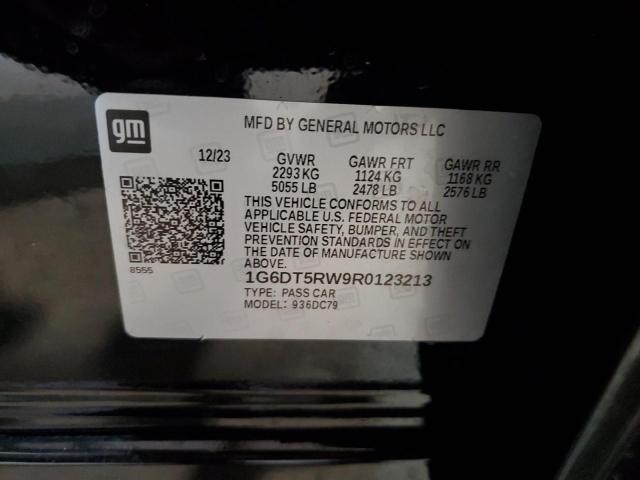 gm
MFD BY GENERAL MOTORS LLC
12/23 GVWR GAWR FRT GAWR RR
2293 KG 1124 KG 1168 KG
5055 LB 2478 LB 2576 LB
THIS VEHICLE CONFORMS TO ALL
APPLICABLE U.S. FEDERAL MOTOR
VEHICLE SAFETY, BUMPER, AND THEFT
PREVENTION STANDARDS IN EFFECT ON
THE DATE OF MANUFACTURE SHOWN
ABOVE.
8555
1G6DT5RW9R0123213
TYPE: PASS CAR
MODEL: 936DC79